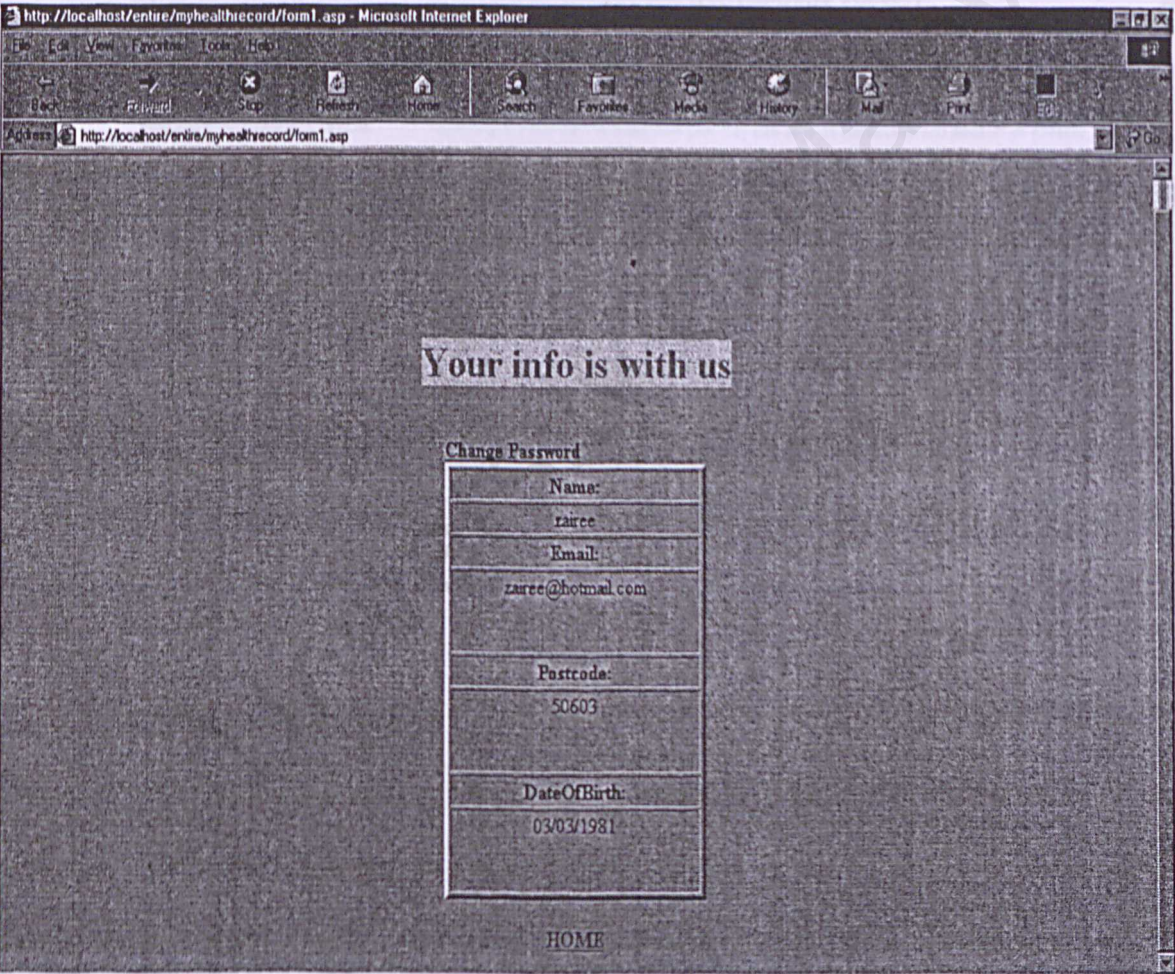 http://localhost/entire/myhealthrecord/form1.asp - Microsoft Internet Explorer
File Edit View Favorites Tools Help
Back Forward Stop Refresh Home Search Favorites Media History Mail Print Edit
Address http://localhost/entire/myhealthrecord/form1.asp Go
Your info is with us
Change Password
Name:
zairee
Email:
zairee@hotmail.com
Postcode:
50603
DateOfBirth:
03/03/1981
HOME